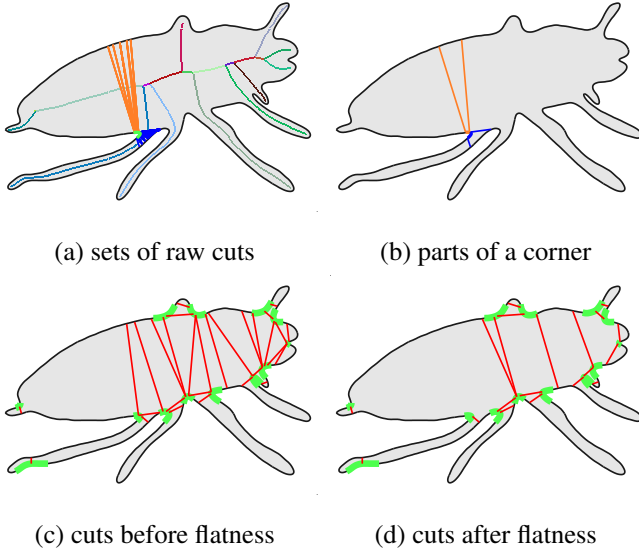 (a) sets of raw cuts
(b) parts of a corner
(c) cuts before flatness
(d) cuts after flatness